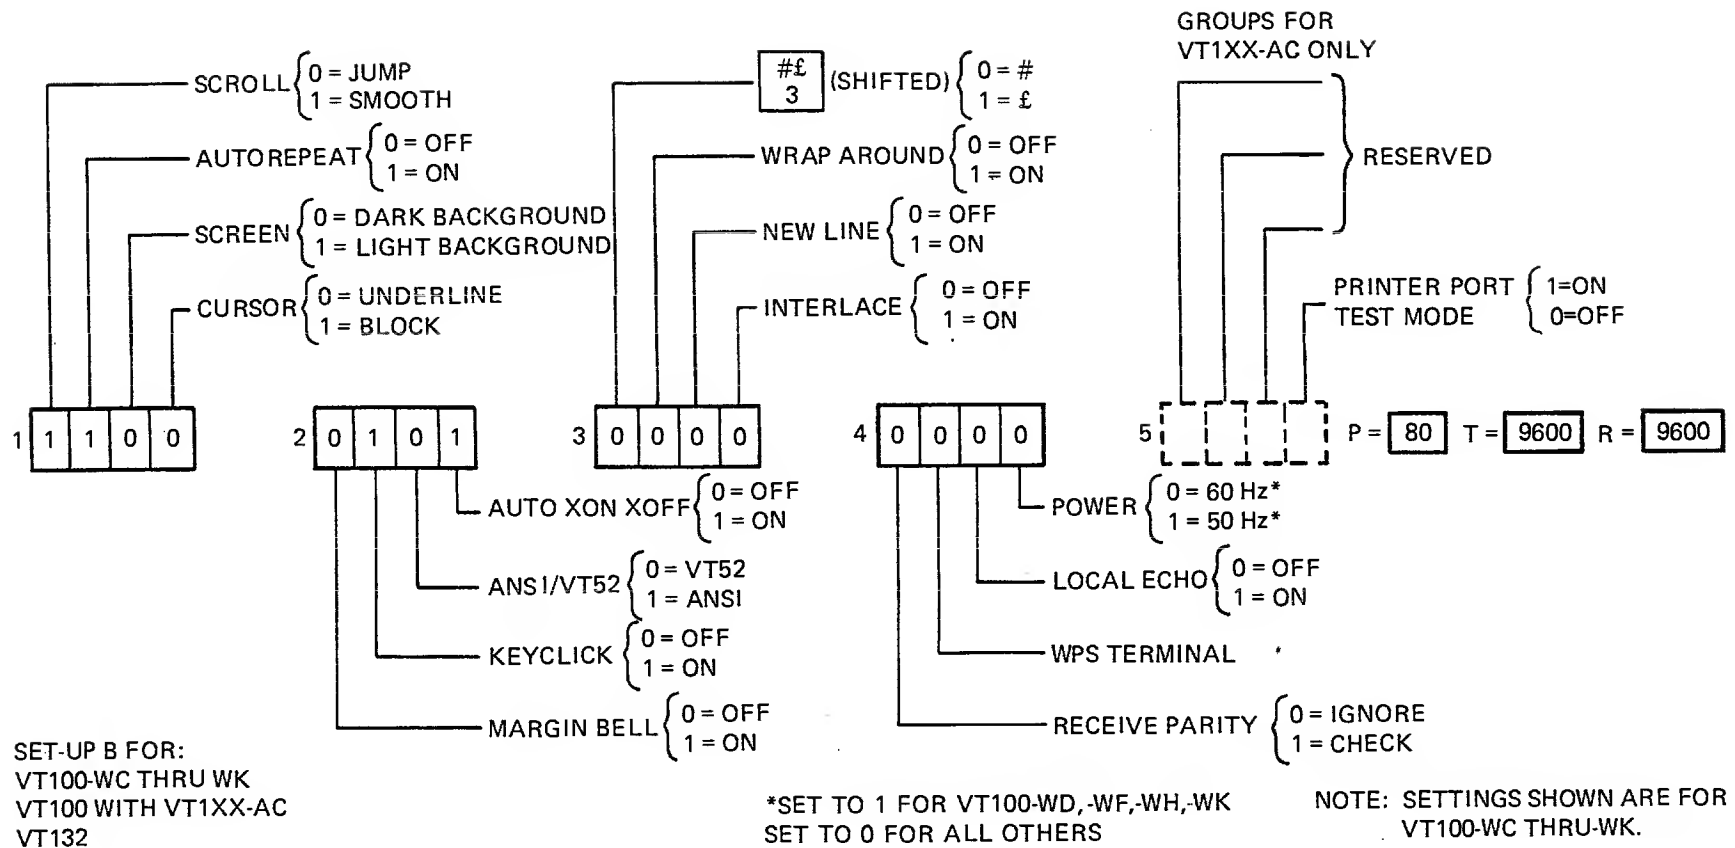 GROUPS FOR
VT1XX-AC ONLY
SCROLL 0 = JUMP
1 = SMOOTH
AUTOREPEAT 0 = OFF
1 = ON
SCREEN 0 = DARK BACKGROUND
1 = LIGHT BACKGROUND
CURSOR 0 = UNDERLINE
1 = BLOCK
#£
3
(SHIFTED) 0 = #
1 = £
WRAP AROUND 0 = OFF
1 = ON
NEW LINE 0 = OFF
1 = ON
INTERLACE 0 = OFF
1 = ON
RESERVED
PRINTER PORT 1=ON
TEST MODE 0=OFF
1 1 1 0 0
2 0 1 0 1
3 0 0 0 0
4 0 0 0 0
5
P = 80 T = 9600 R = 9600
AUTO XON XOFF 0 = OFF
1 = ON
ANSI/VT52 0 = VT52
1 = ANSI
KEYCLICK 0 = OFF
1 = ON
MARGIN BELL 0 = OFF
1 = ON
POWER 0 = 60 Hz*
1 = 50 Hz*
LOCAL ECHO 0 = OFF
1 = ON
WPS TERMINAL
RECEIVE PARITY 0 = IGNORE
1 = CHECK
SET-UP B FOR:
VT100-WC THRU WK
VT100 WITH VT1XX-AC
VT132
*SET TO 1 FOR VT100-WD,-WF,-WH,-WK
SET TO 0 FOR ALL OTHERS
NOTE: SETTINGS SHOWN ARE FOR
VT100-WC THRU-WK.